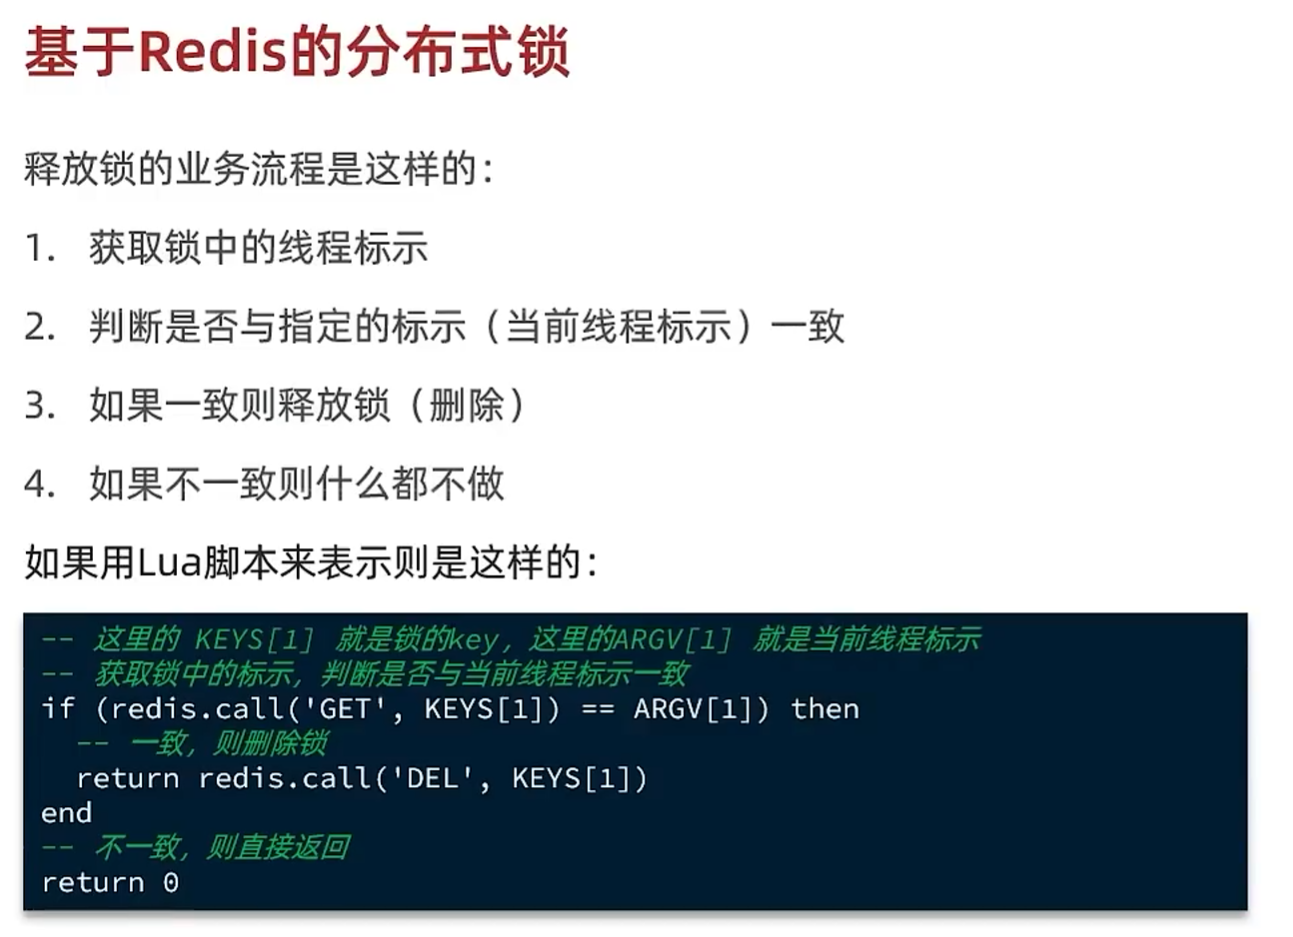 基于Redis的分布式锁
释放锁的业务流程是这样的：
1. 获取锁中的线程标示
2. 判断是否与指定的标示（当前线程标示）一致
3. 如果一致则释放锁（删除）
4. 如果不一致则什么都不做
如果用Lua脚本来表示则是这样的：
-- 这里的 KEYS[1] 就是锁的key，这里的ARGV[1] 就是当前线程标示
-- 获取锁中的标示，判断是否与当前线程标示一致
if (redis.call('GET', KEYS[1]) == ARGV[1]) then
  -- 一致，则删除锁
  return redis.call('DEL', KEYS[1])
end
-- 不一致，则直接返回
return 0